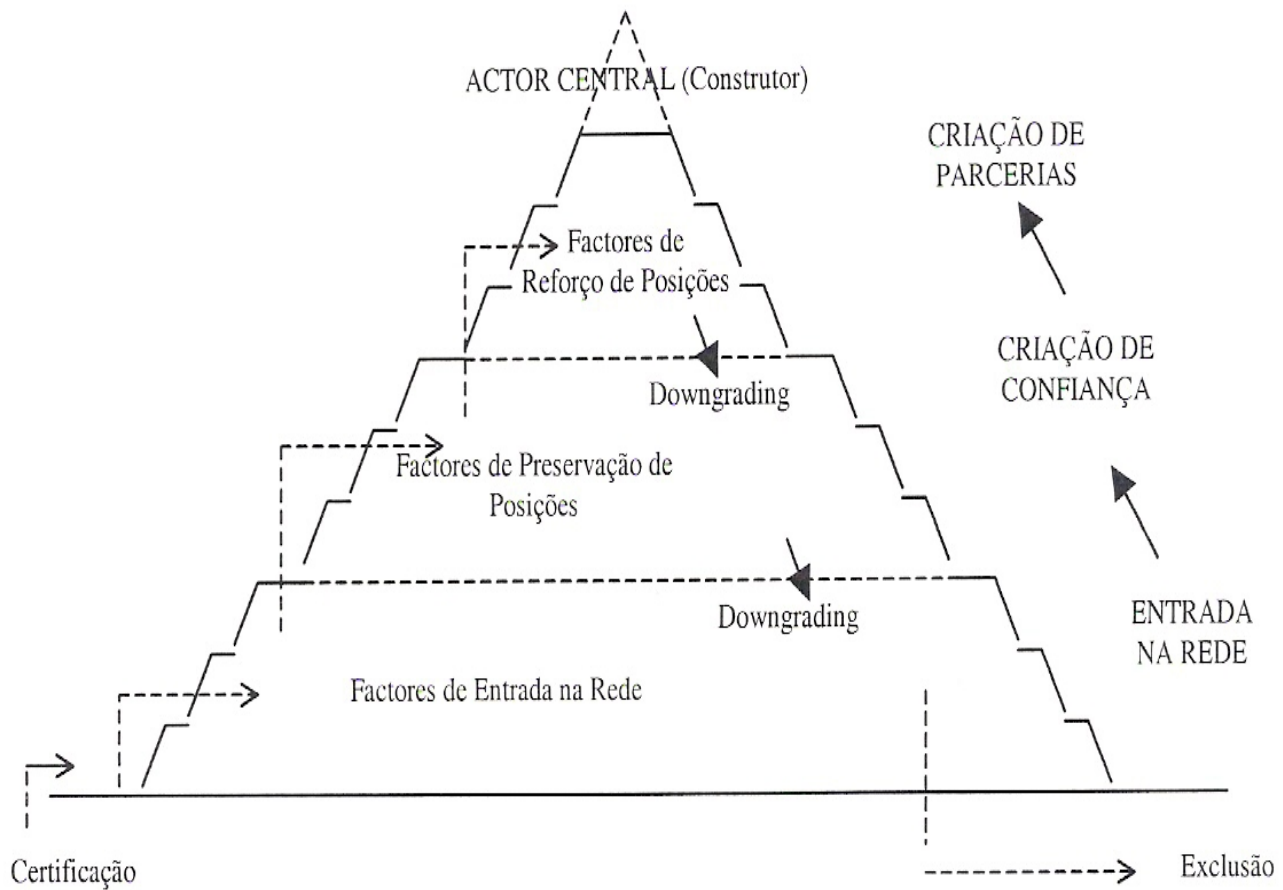 ACTOR CENTRAL (Construtor)
CRIAÇÃO DE
PARCERIAS
Factores de
Reforço de Posições
CRIAÇÃO DE
CONFIANÇA
Downgrading
Factores de Preservação de
Posições
Downgrading
ENTRADA
NA REDE
Factores de Entrada na Rede
Certificação
Exclusão